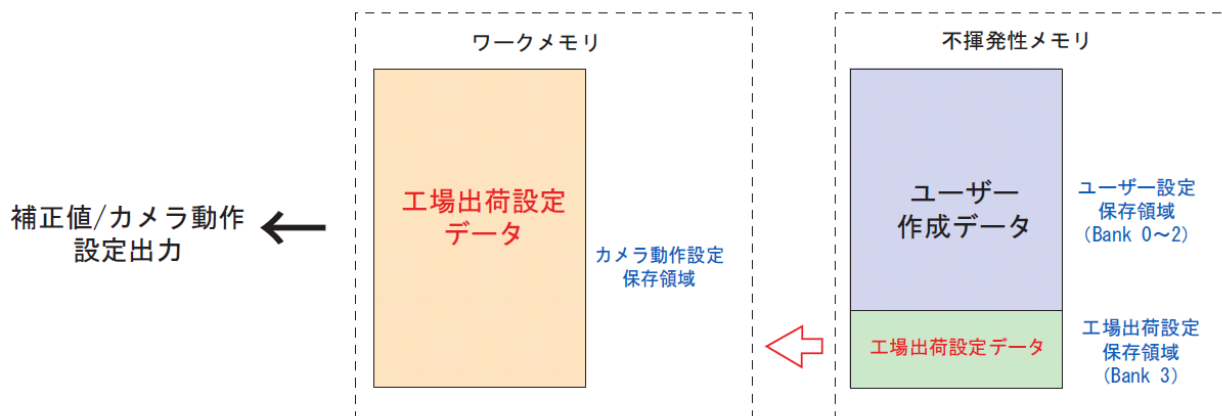 ワークメモリ
不揮発性メモリ
補正値/カメラ動作
設定出力
工場出荷設定
データ
カメラ動作設定
保存領域
ユーザー
作成データ
ユーザー設定
保存領域
(Bank 0～2)
工場出荷設定データ
工場出荷設定
保存領域
(Bank 3)